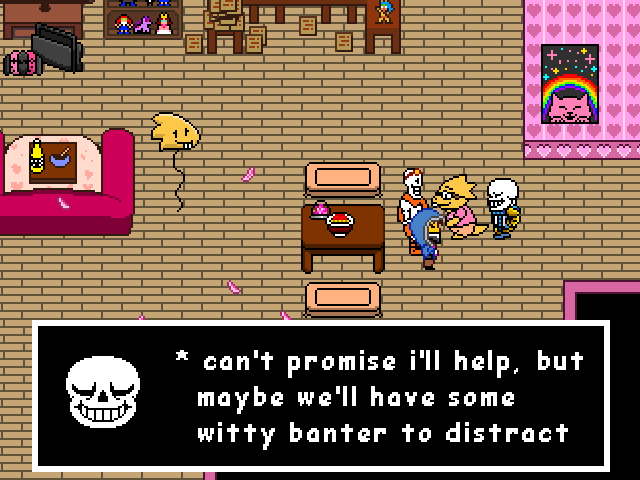 * can't promise i'll help, but
maybe we'll have some
witty banter to distract